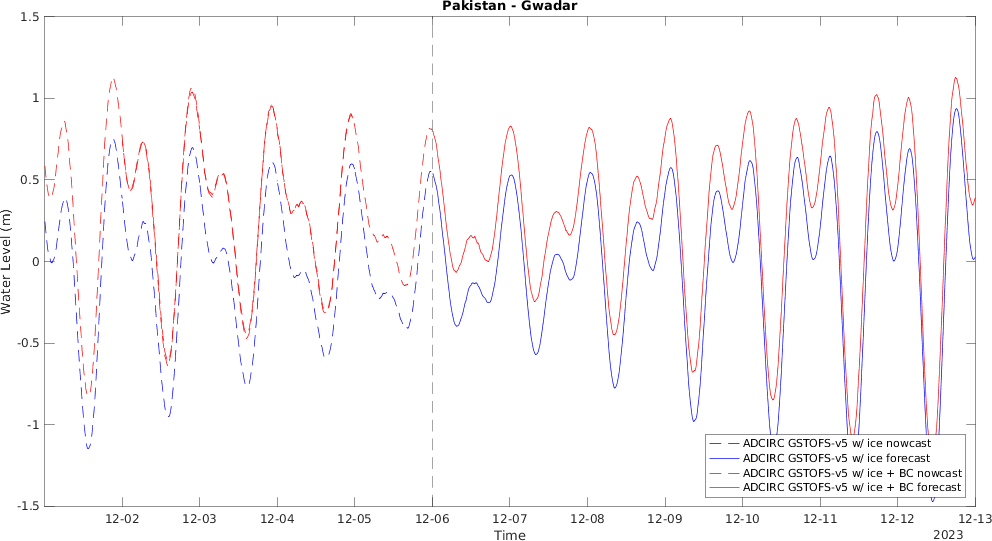 Pakistan - Gwadar
1.5
1
0.5
0
-0.5
-1
-1.5
Water Level (m)
ADCIRC GSTOFS-v5 w/ ice nowcast
ADCIRC GSTOFS-v5 w/ ice forecast
ADCIRC GSTOFS-v5 w/ ice + BC nowcast
ADCIRC GSTOFS-v5 w/ ice + BC forecast
12-02 12-03 12-04 12-05 12-06 12-07 12-08 12-09 12-10 12-11 12-12 12-13
Time
2023